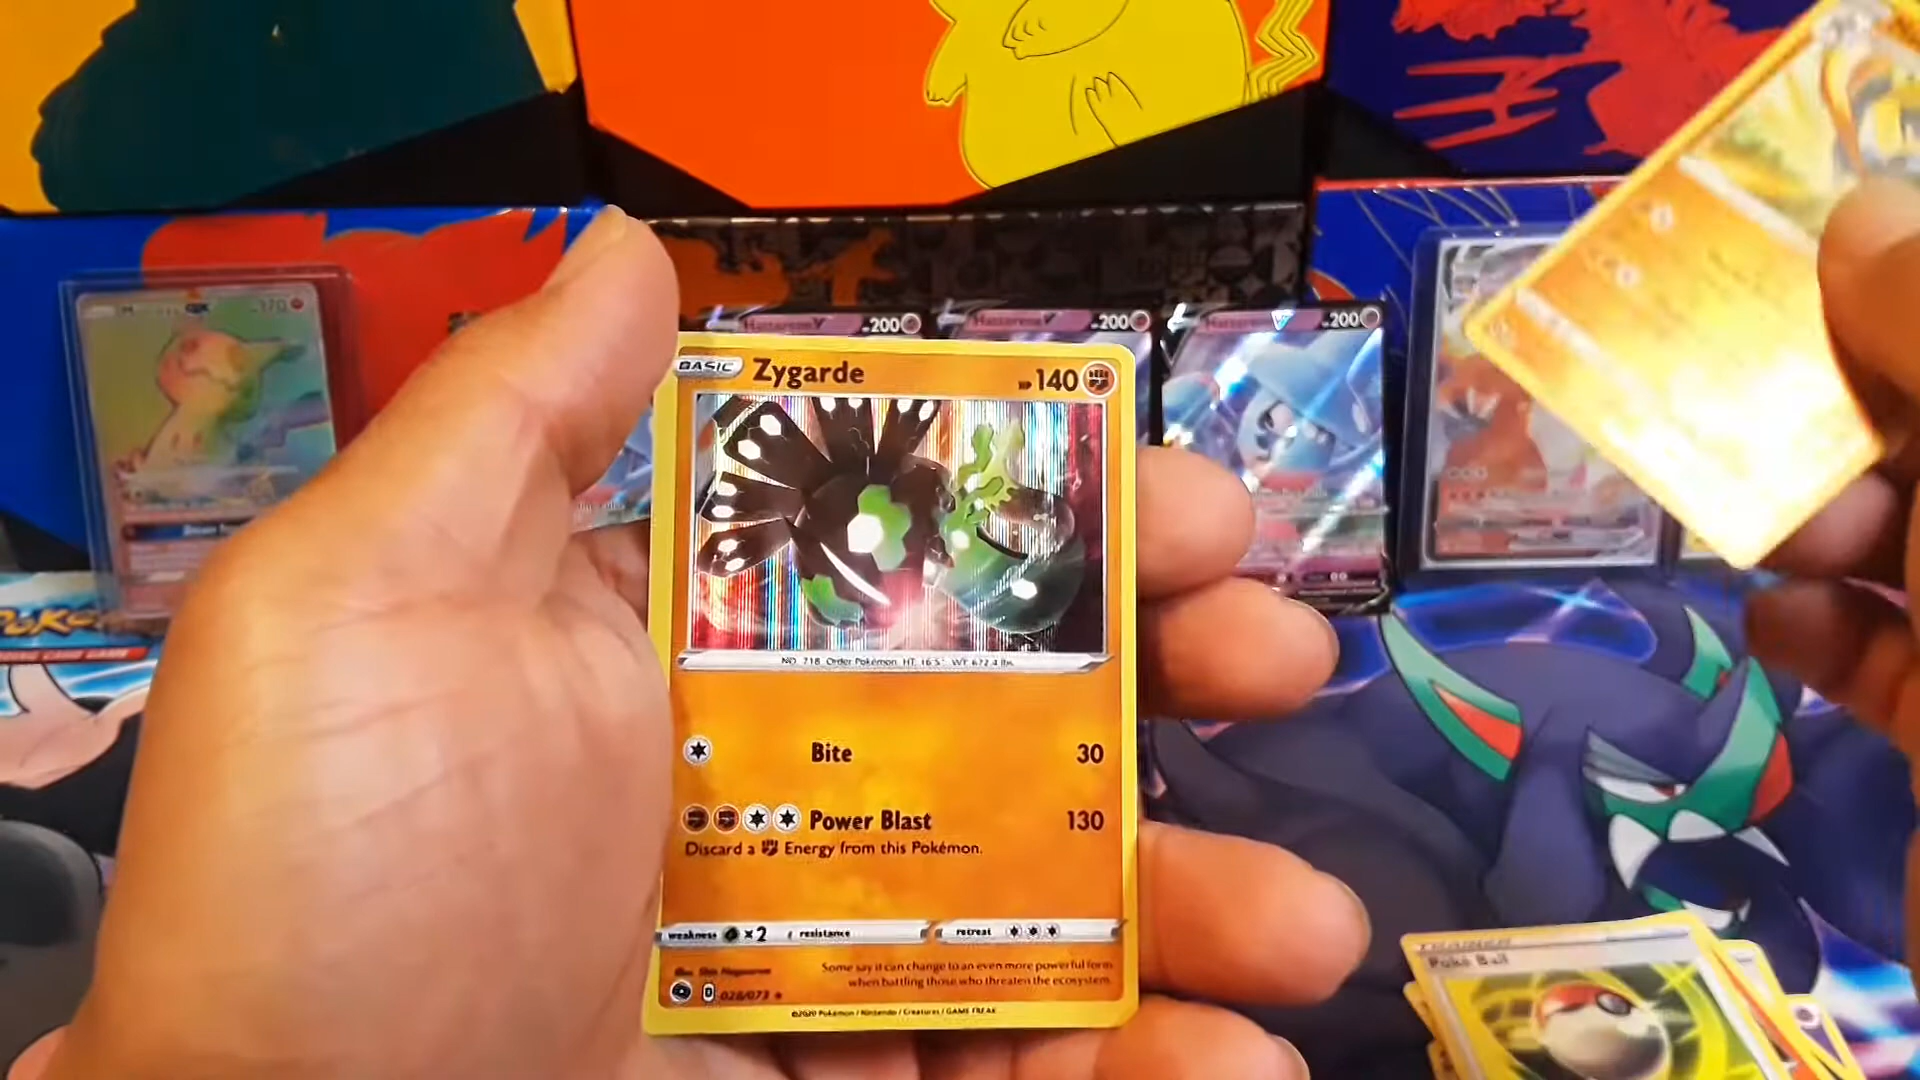 GX 170
Hatterene V 200
Hatterene V 200
Hatterene V 200
BASIC Zygarde HP 140
NO. 718 Order Pokémon HT 16'5" WT 672.4 lbs.
Bite 30
Power Blast 130
Discard a Energy from this Pokémon.
weakness ×2 resistance retreat
Some say it can change to an even more powerful form
when battling those who threaten the ecosystem.
D 028/073
©2020 Pokémon / Nintendo / Creatures / GAME FREAK
TRAINER
Poké Ball